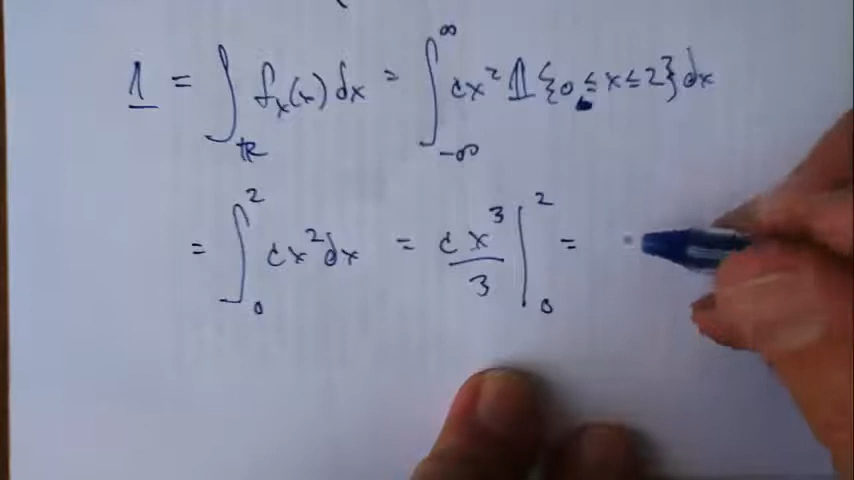 1 = ∫_ℝ f_x(x) dx = ∫_{-∞}^{∞} cx² 𝟙{0 ≤ x ≤ 2} dx
= ∫_0^2 cx² dx = cx³/3 |_0^2 =